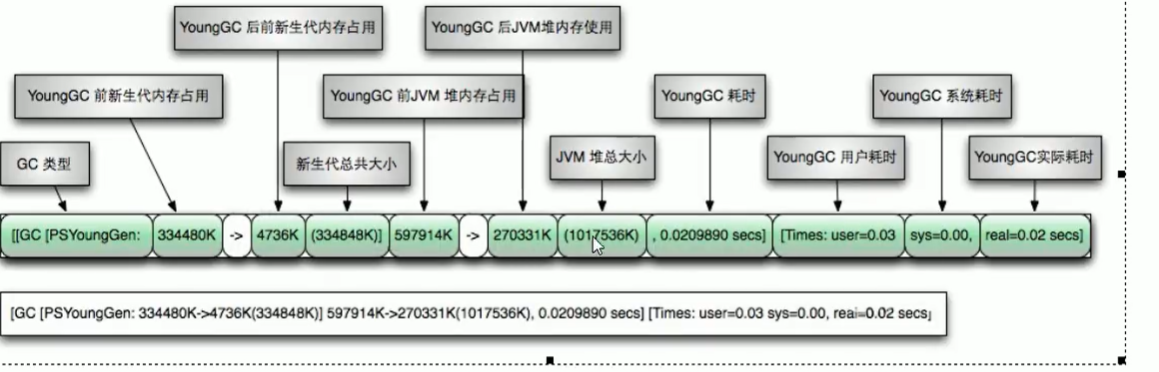 YoungGC 后前新生代内存占用
YoungGC 后JVM堆内存使用
YoungGC 前新生代内存占用
YoungGC 前JVM 堆内存占用
YoungGC 耗时
YoungGC 系统耗时
GC 类型
新生代总共大小
JVM 堆总大小
YoungGC 用户耗时
YoungGC实际耗时
[[GC [PSYoungGen: 334480K -> 4736K (334848K)] 597914K -> 270331K (1017536K) , 0.0209890 secs] [Times: user=0.03 sys=0.00, real=0.02 secs]
[GC [PSYoungGen: 334480K->4736K(334848K)] 597914K->270331K(1017536K), 0.0209890 secs] [Times: user=0.03 sys=0.00, real=0.02 secs]